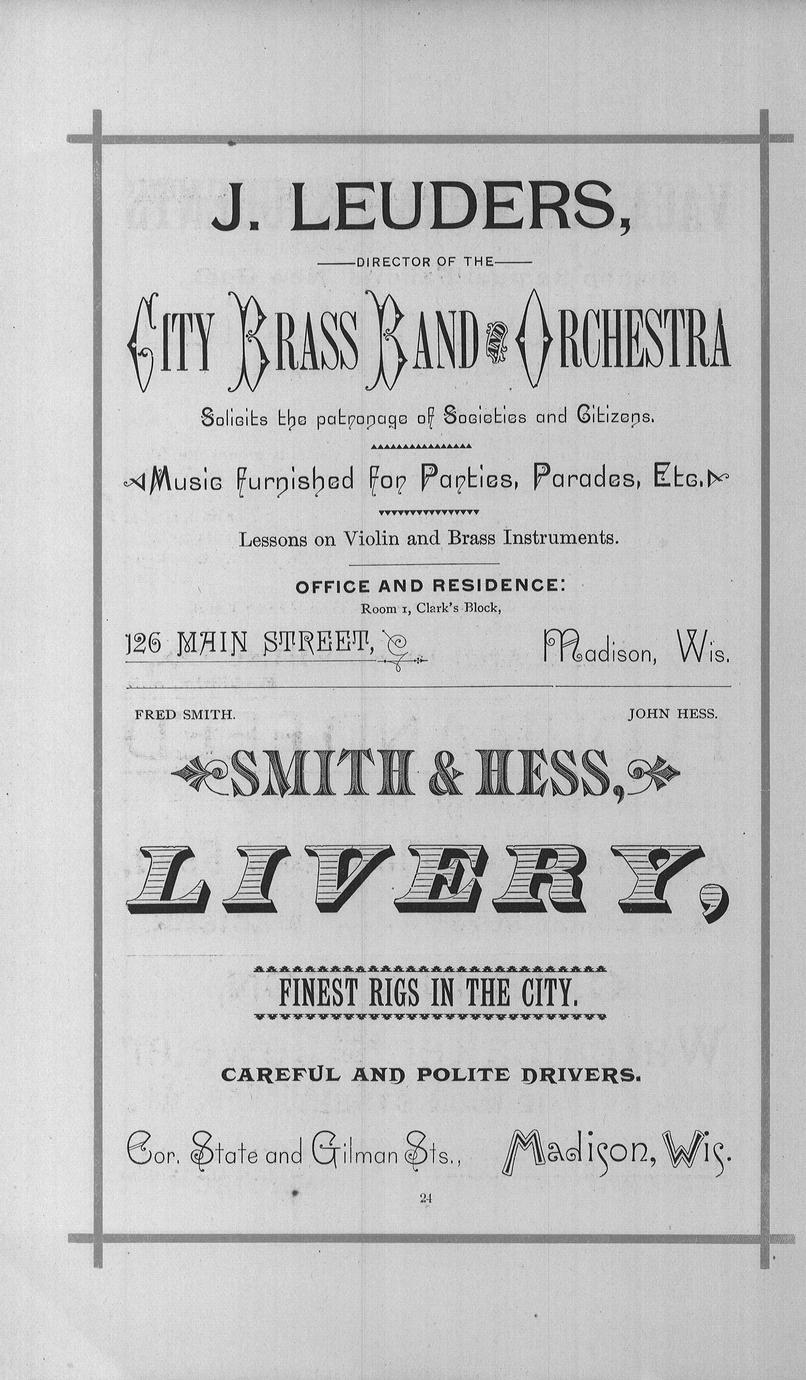 J. LEUDERS,
DIRECTOR OF THE
CITY BRASS BAND AND ORCHESTRA
Solicits the patronage of Societies and Citizens.
Music Furnished For Parties, Parades, Etc.
Lessons on Violin and Brass Instruments.
OFFICE AND RESIDENCE:
Room 1, Clark's Block,
126 MAIN STREET, Madison, Wis.
FRED SMITH. JOHN HESS.
SMITH & HESS,
LIVERY,
FINEST RIGS IN THE CITY.
CAREFUL AND POLITE DRIVERS.
Cor. State and Gilman Sts., Madison, Wis.
24